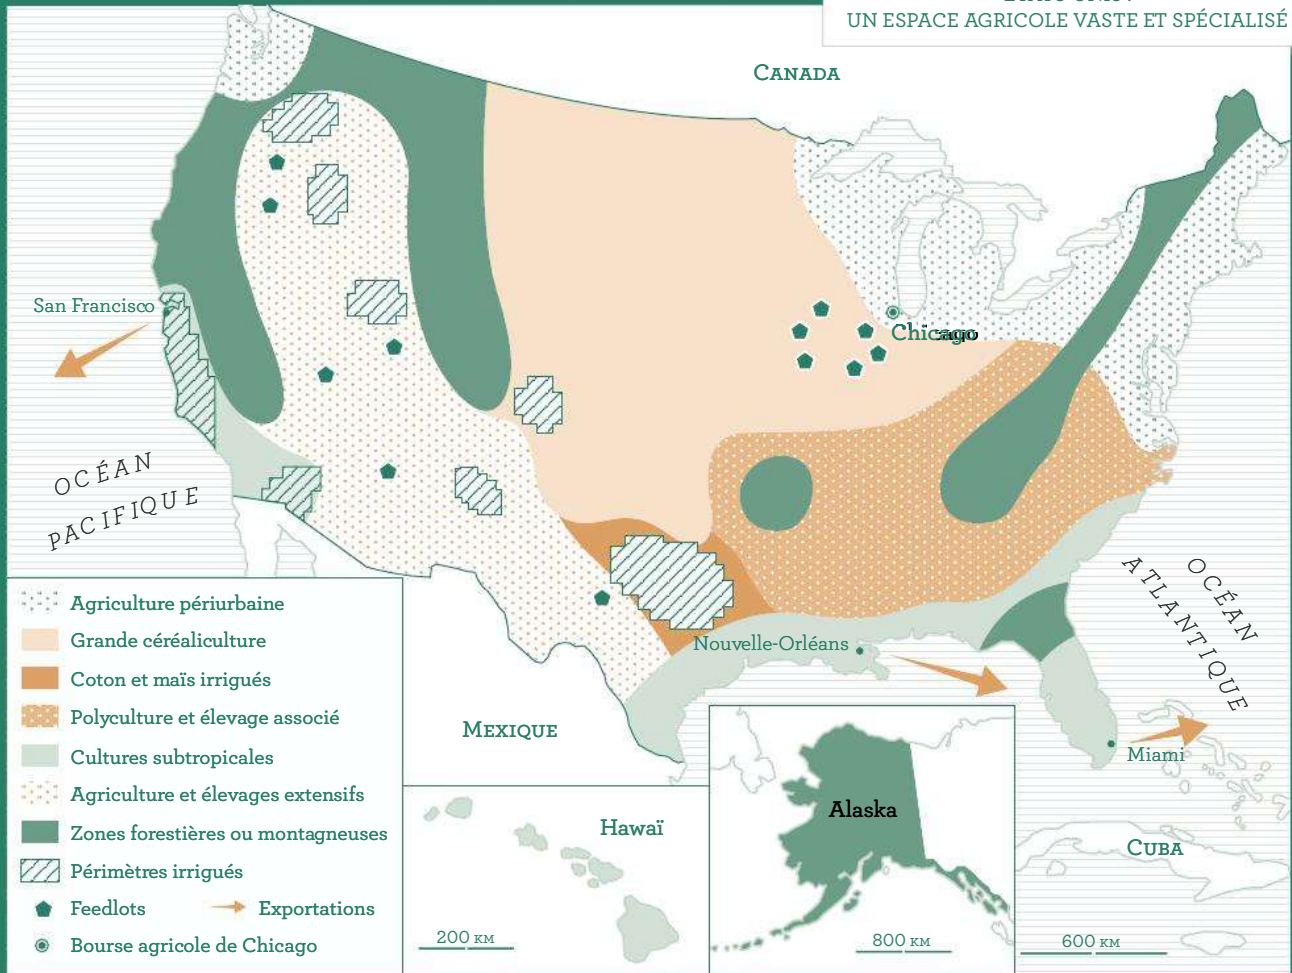 UN ESPACE AGRICOLE VASTE ET SPÉCIALISÉ
CANADA
San Francisco
Chicago
OCÉAN
PACIFIQUE
OCÉAN
ATLANTIQUE
Nouvelle-Orléans
Miami
MEXIQUE
CUBA
Alaska
800 KM
Hawaï
200 KM
600 KM
Agriculture périurbaine
Grande céréaliculture
Coton et maïs irrigués
Polyculture et élevage associé
Cultures subtropicales
Agriculture et élevages extensifs
Zones forestières ou montagneuses
Périmètres irrigués
Feedlots
Exportations
Bourse agricole de Chicago